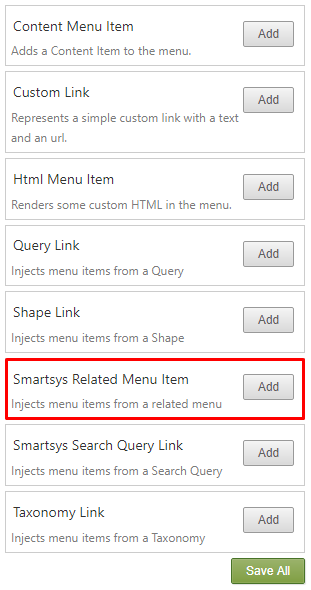 Content Menu Item
Add
Adds a Content Item to the menu.
Custom Link
Add
Represents a simple custom link with a text
and an url.
Html Menu Item
Add
Renders some custom HTML in the menu.
Query Link
Add
Injects menu items from a Query
Shape Link
Add
Injects menu items from a Shape
Smartsys Related Menu Item
Add
Injects menu items from a related menu
Smartsys Search Query Link
Add
Injects menu items from a Search Query
Taxonomy Link
Add
Injects menu items from a Taxonomy
Save All